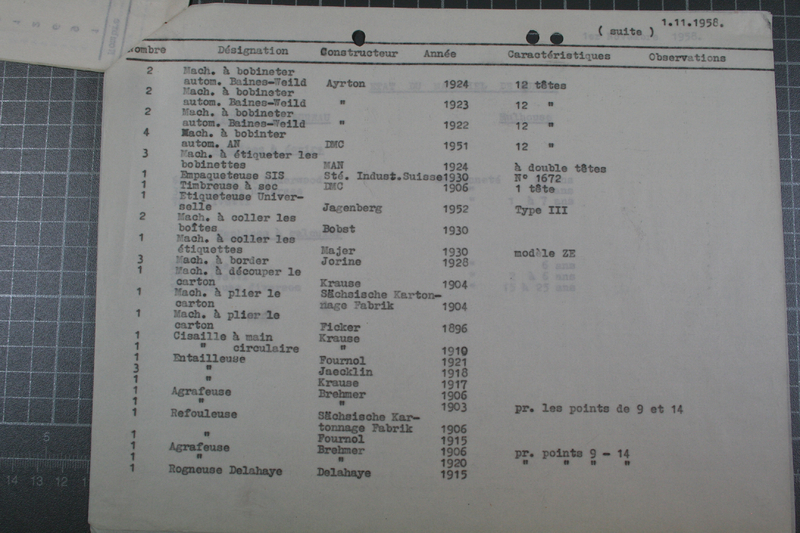 1.11.1958.
( suite )
Nombre Désignation Constructeur Année Caractéristiques Observations
2 Mach. à bobineter
autom. Baines-Weild Ayrton 1924 12 têtes
2 Mach. à bobineter
autom. Baines-Weild " 1923 12 "
2 Mach. à bobineter
autom. Baines-Weild " 1922 12 "
4 Mach. à bobinter
autom. AN IMC 1951 12 "
3 Mach. à étiqueter les
bobinettes MAN 1924 à double têtes
1 Empaqueteuse SIS Sté. Indust.Suisse 1930 N° 1672
1 Timbreuse à sec IMC 1906 1 tête
1 Etiqueteuse Univer-
selle Jagenberg 1952 Type III
2 Mach. à coller les
boîtes Bobst 1930
1 Mach. à coller les
étiquettes Majer 1930 modèle ZE
3 Mach. à border Jorine 1928
1 Mach. à découper le
carton Krause 1904
1 Mach. à plier le Sächsische Karton-
carton nage Fabrik 1904
1 Mach. à plier le
carton Ficker 1896
1 Cisaille à main Krause
1 " circulaire " 1910
1 Entailleuse Fournol 1921
3 " Jaecklin 1918
1 " Krause 1917
1 Agrafeuse Brehmer 1906
1 " " 1903 pr. les points de 9 et 14
1 Refouleuse Sächsische Kar-
tonnage Fabrik 1906
1 " Fournol 1915
1 Agrafeuse Brehmer 1906 pr. points 9 - 14
1 " " 1920 " " " "
1 Rogneuse Delahaye Delahaye 1915
5
14 13 12